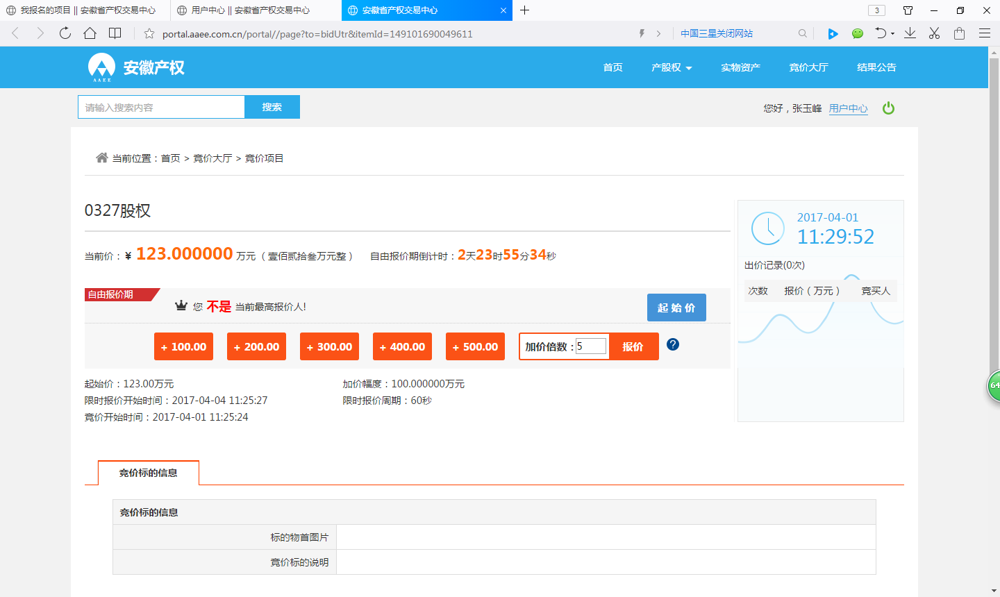 我报名的项目 || 安徽省产权交易中心
用户中心 || 安徽省产权交易中心
安徽省产权交易中心
3
portal.aaee.com.cn/portal//page?to=bidUtr&itemId=149101690049611
中国三星关闭网站
AAEE
安徽产权
首页
产股权
实物资产
竞价大厅
结果公告
请输入搜索内容
搜索
您好，张玉峰 用户中心
当前位置：首页 > 竞价大厅 > 竞价项目
0327股权
当前价：¥ 123.000000 万元 （壹佰贰拾叁万元整） 自由报价期倒计时：2天23时55分34秒
自由报价期
您 不是 当前最高报价人!
起 始 价
+ 100.00
+ 200.00
+ 300.00
+ 400.00
+ 500.00
加价倍数：5
报价
?
起始价：123.00万元
加价幅度：100.000000万元
限时报价开始时间：2017-04-04 11:25:27
限时报价周期：60秒
竞价开始时间：2017-04-01 11:25:24
2017-04-01
11:29:52
出价记录(0次)
次数 报价（万元） 竞买人
64
竞价标的信息
竞价标的信息
标的物首图片
竞价标的说明